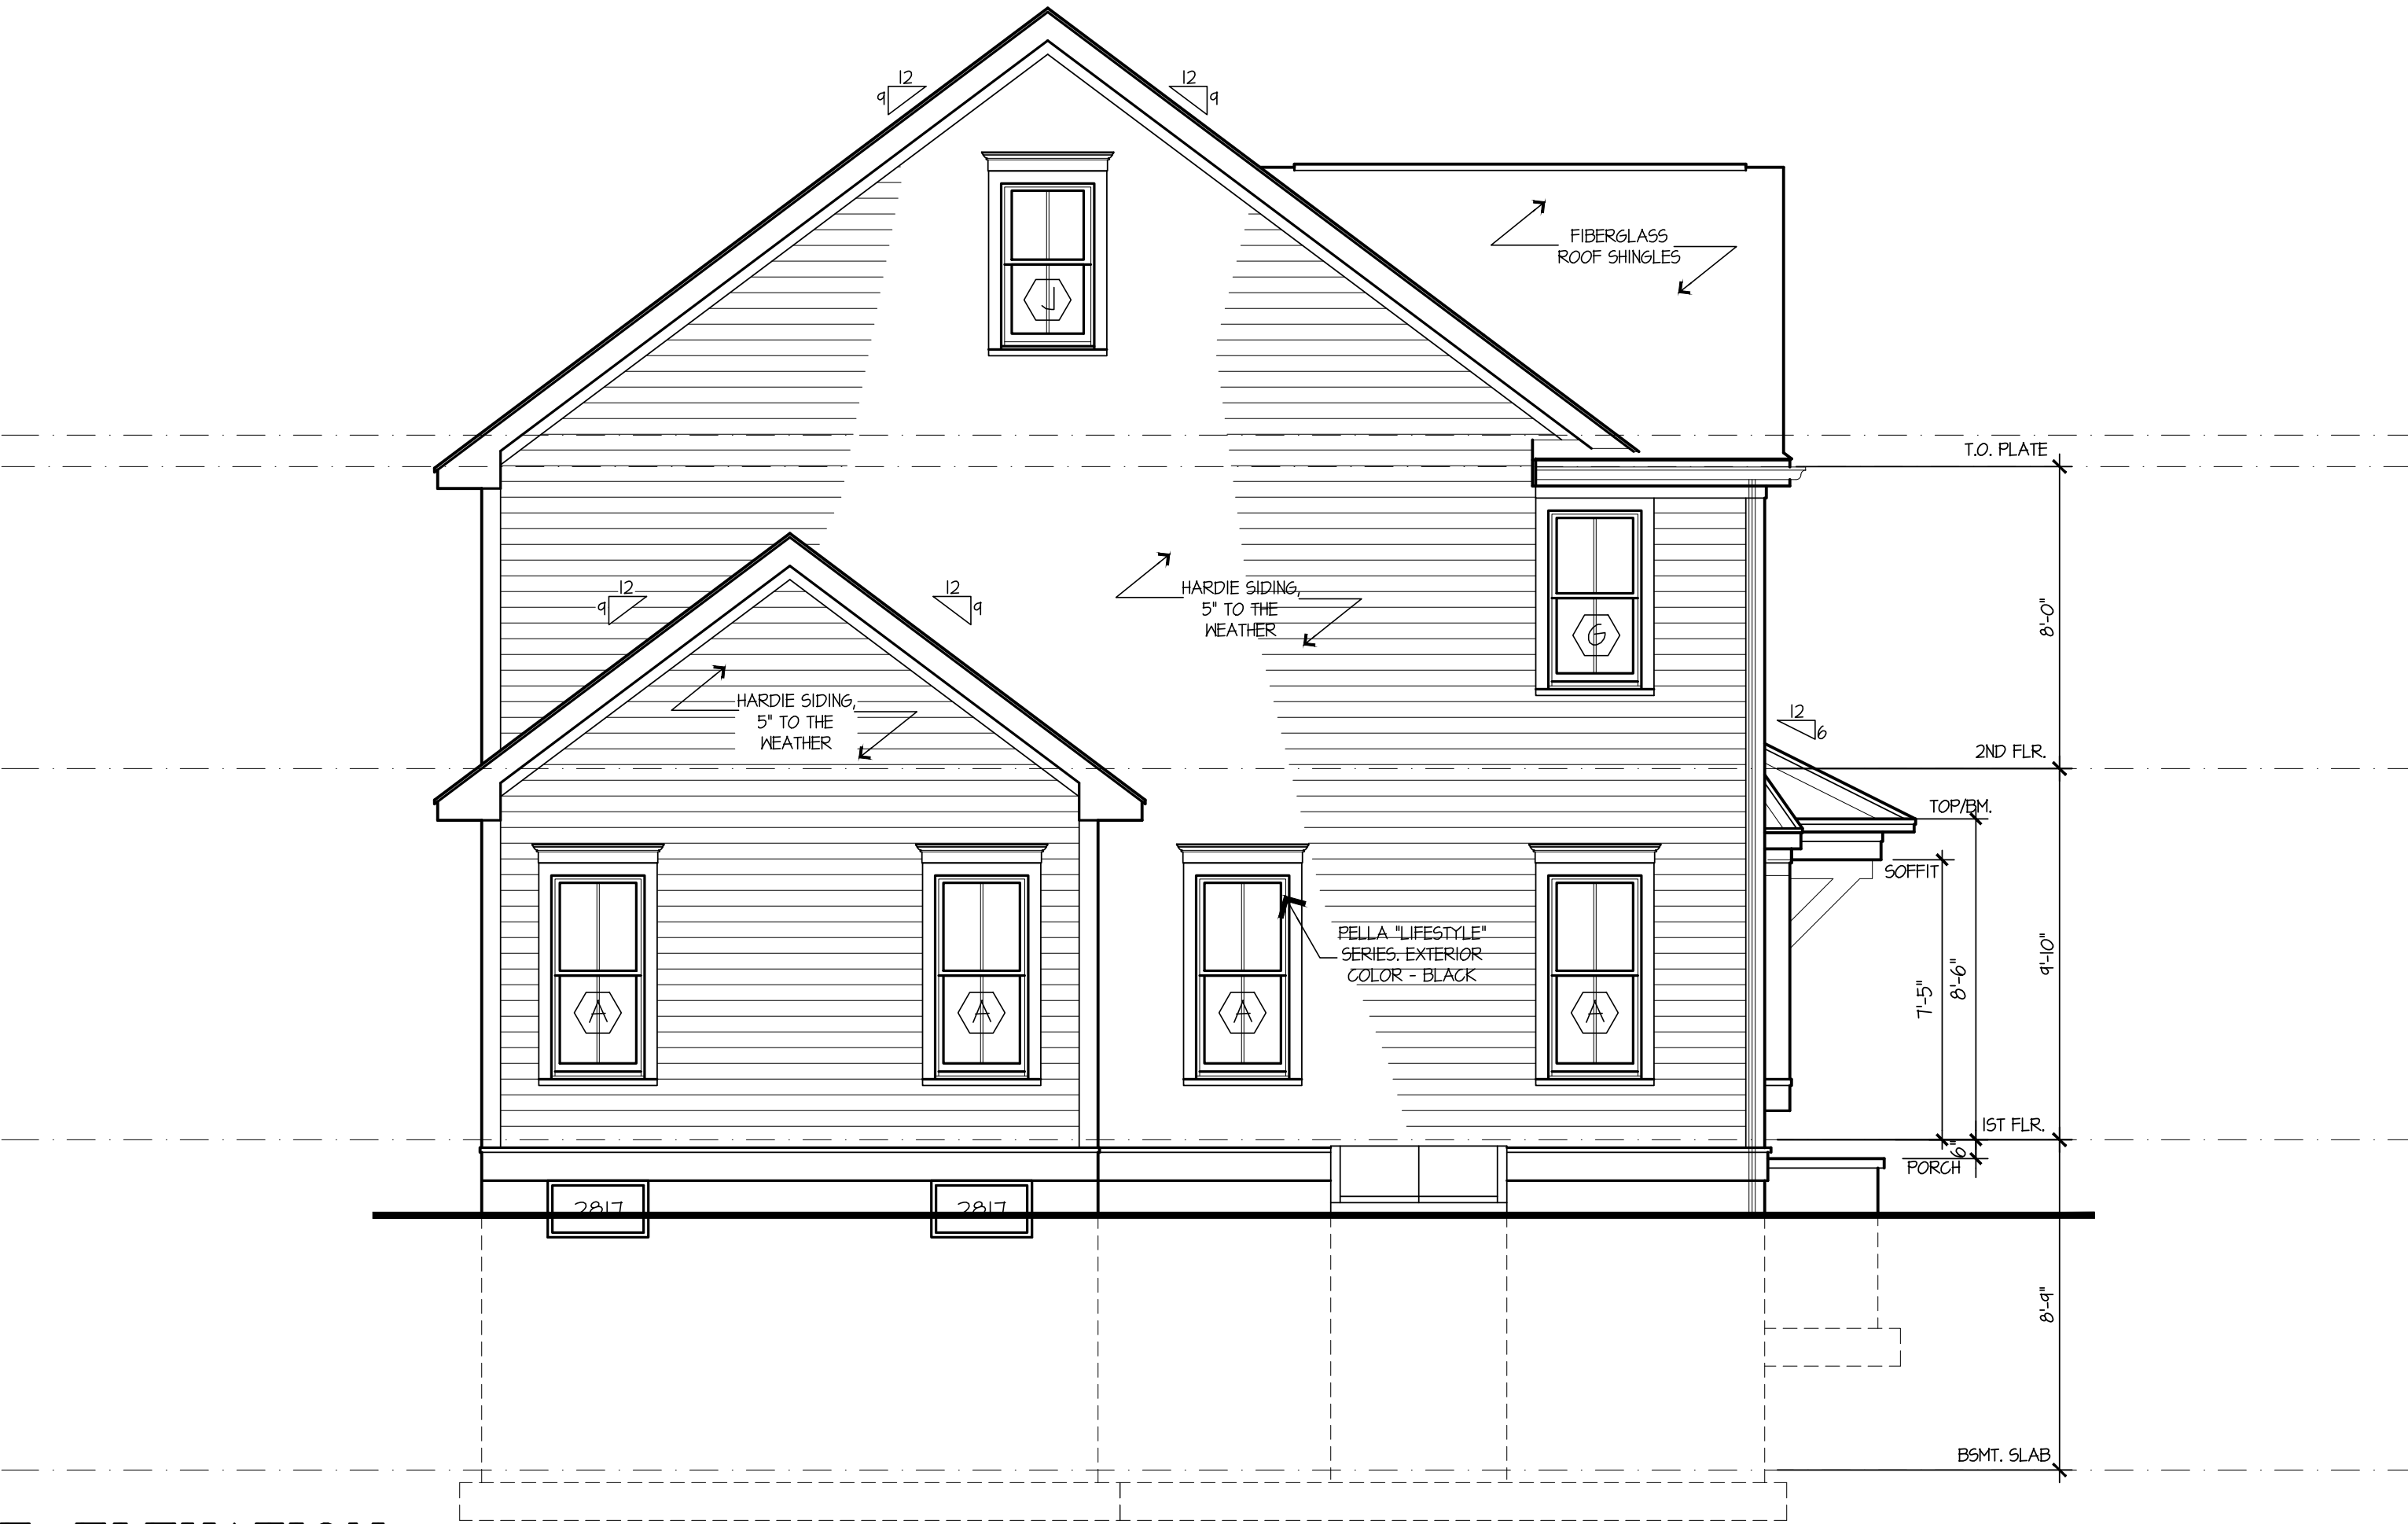 12
9
12
9
J
FIBERGLASS
ROOF SHINGLES
T.O. PLATE
12
9
12
9
HARDIE SIDING,
5" TO THE
WEATHER
G
8'-0"
HARDIE SIDING,
5" TO THE
WEATHER
12
6
2ND FLR.
TOP/BM.
SOFFIT
PELLA "LIFESTYLE"
SERIES. EXTERIOR
COLOR - BLACK
A
A
A
A
7'-5"
8'-6"
9'-10"
1ST FLR.
6"
PORCH
2817
2817
8'-9"
BSMT. SLAB